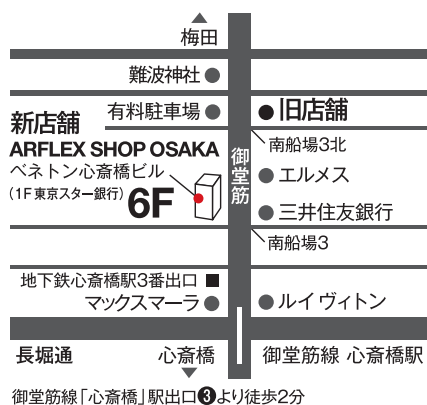 梅田
難波神社
有料駐車場
旧店舗
新店舗
ARFLEX SHOP OSAKA
ベネトン心斎橋ビル
(1F東京スター銀行)
6F
御堂筋
南船場3北
エルメス
三井住友銀行
南船場3
地下鉄心斎橋駅3番出口
マックスマーラ
ルイ ヴィトン
長堀通
心斎橋
御堂筋線 心斎橋駅
御堂筋線「心斎橋」駅出口❸より徒歩2分